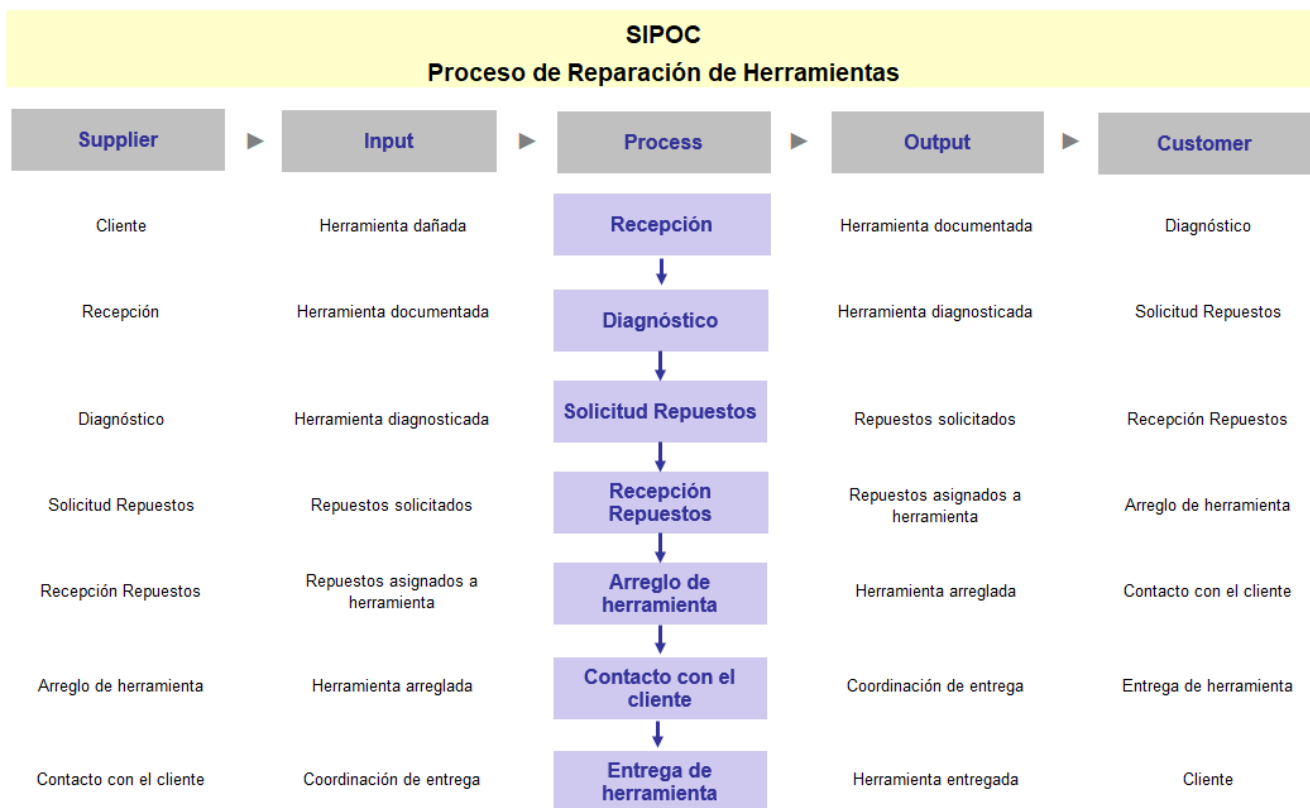 SIPOC
Proceso de Reparación de Herramientas
Supplier
Input
Process
Output
Customer
Cliente
Herramienta dañada
Recepción
Herramienta documentada
Diagnóstico
Recepción
Herramienta documentada
Diagnóstico
Herramienta diagnosticada
Solicitud Repuestos
Diagnóstico
Herramienta diagnosticada
Solicitud Repuestos
Repuestos solicitados
Recepción Repuestos
Solicitud Repuestos
Repuestos solicitados
Recepción
Repuestos
Repuestos asignados a
herramienta
Arreglo de herramienta
Recepción Repuestos
Repuestos asignados a
herramienta
Arreglo de
herramienta
Herramienta arreglada
Contacto con el cliente
Arreglo de herramienta
Herramienta arreglada
Contacto con el
cliente
Coordinación de entrega
Entrega de herramienta
Contacto con el cliente
Coordinación de entrega
Entrega de
herramienta
Herramienta entregada
Cliente